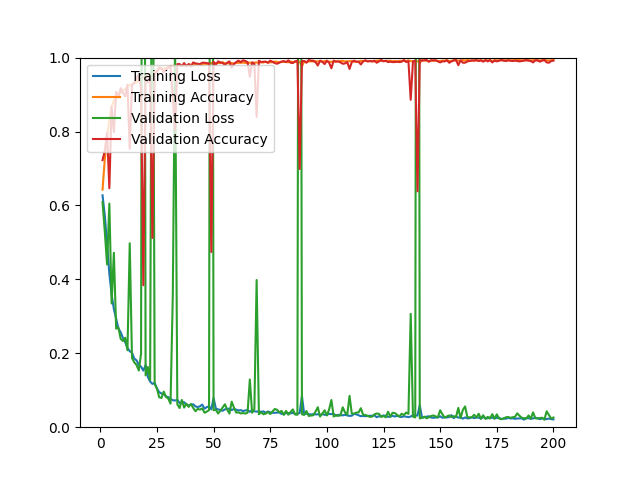 1.0
0.8
0.6
0.4
0.2
0.0
Training Loss
Training Accuracy
Validation Loss
Validation Accuracy
0 25 50 75 100 125 150 175 200